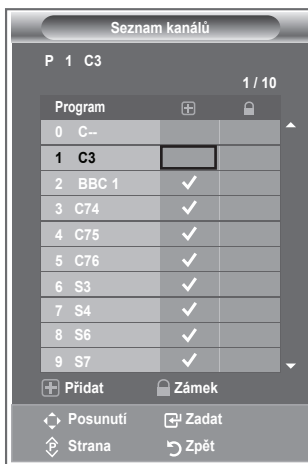 Seznam kanálů
P 1 C3
1 / 10
Program
0 C--
1 C3
2 BBC 1
3 C74
4 C75
5 C76
6 S3
7 S4
8 S6
9 S7
Přidat Zámek
Posunutí Zadat
Strana Zpět